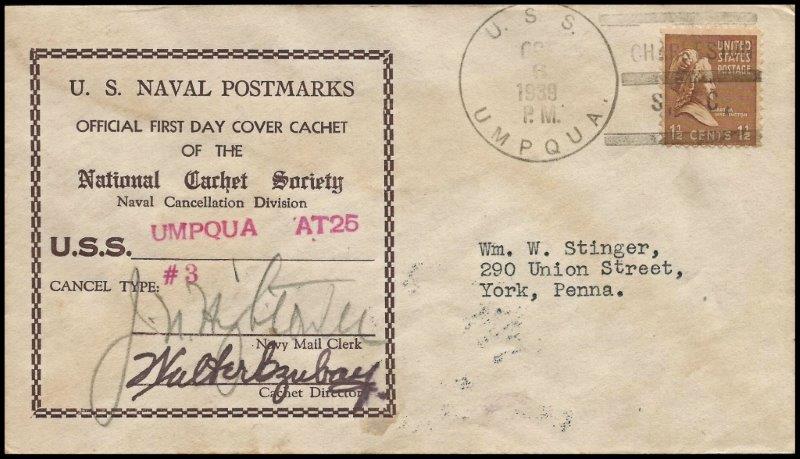 U. S. NAVAL POSTMARKS
OFFICIAL FIRST DAY COVER CACHET
OF THE
National Cachet Society
Naval Cancellation Division
U.S.S. UMPQUA AT25
CANCEL TYPE: #3
Navy Mail Clerk
Cachet Director
U. S. S.
6
1939
P.M.
UMPQUA.
S. C.
UNITED
STATES
POSTAGE
1½ CENTS 1½
Wm. W. Stinger,
290 Union Street,
York, Penna.